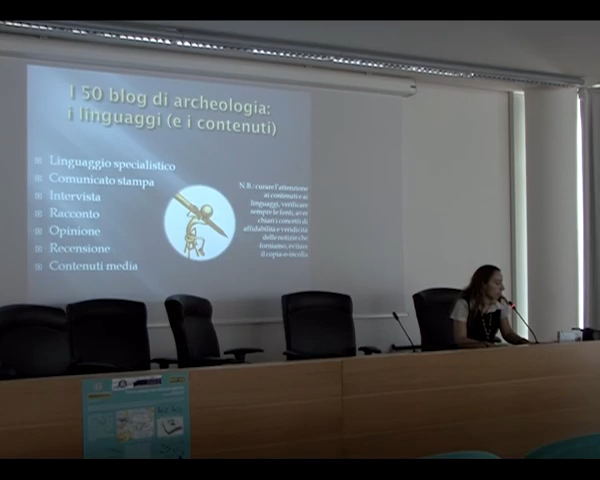 I 50 blog di archeologia:
i linguaggi (e i contenuti)
Linguaggio specialistico
Comunicato stampa
Intervista
Racconto
Opinione
Recensione
Contenuti media
N.B.: curare l'attenzione
ai contenuti e ai
linguaggi, verificare
sempre le fonti, aver
chiari i concetti di
affidabilità e veridicità
delle notizie che
forniamo, evitare
il copia-e-incolla